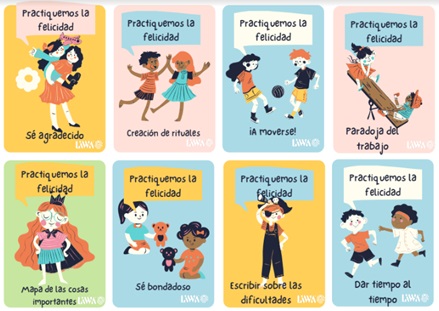 Practiquemos la
felicidad
Sé agradecido
LAWA
Practiquemos la
felicidad
Creación de rituales
LAWA
Practiquemos la
felicidad
¡A moverse!
LAWA
Practiquemos la
felicidad
Paradoja del
trabajo
LAWA
Practiquemos la
felicidad
Mapa de las cosas
importantes
LAWA
Practiquemos la
felicidad
Sé bondadoso
LAWA
Practiquemos la
felicidad
Escribir sobre las
dificultades
LAWA
Practiquemos la
felicidad
Dar tiempo al
tiempo
LAWA